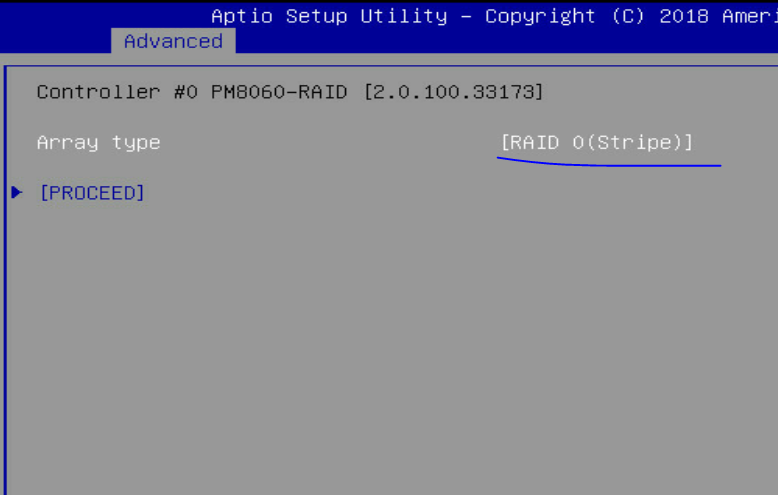 Aptio Setup Utility – Copyright (C) 2018 Ameri
Advanced
Controller #0 PM8060-RAID [2.0.100.33173]
Array type [RAID 0(Stripe)]
[PROCEED]